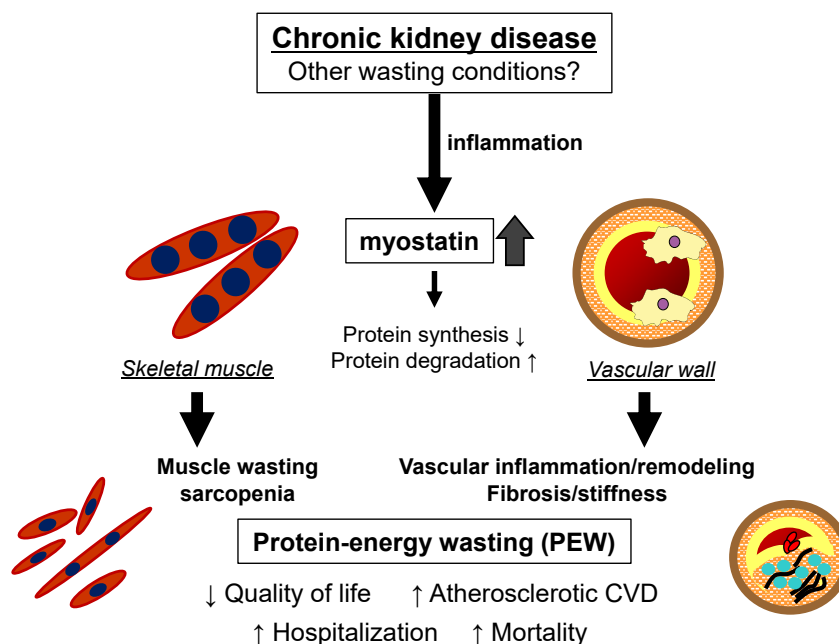 Chronic kidney disease
Other wasting conditions?
inflammation
myostatin
Protein synthesis ↓
Protein degradation ↑
Skeletal muscle
Vascular wall
Muscle wasting
sarcopenia
Vascular inflammation/remodeling
Fibrosis/stiffness
Protein-energy wasting (PEW)
↓ Quality of life ↑ Atherosclerotic CVD
↑ Hospitalization ↑ Mortality